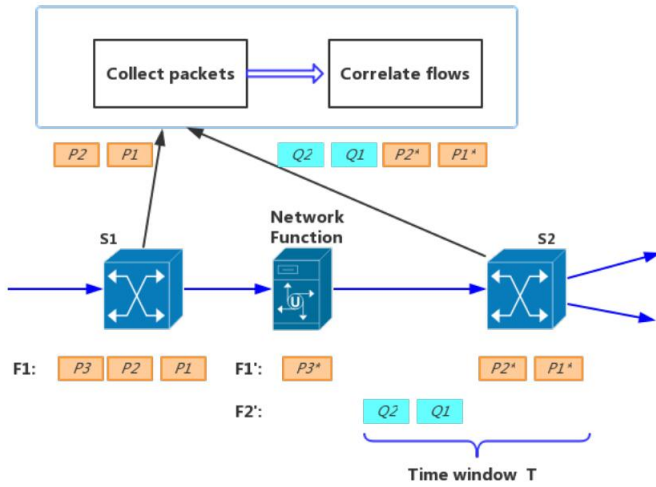 Collect packets
Correlate flows
P2 P1
Q2 Q1 P2* P1*
S1
Network
Function
S2
U
F1: P3 P2 P1
F1': P3* P2* P1*
F2': Q2 Q1
Time window T